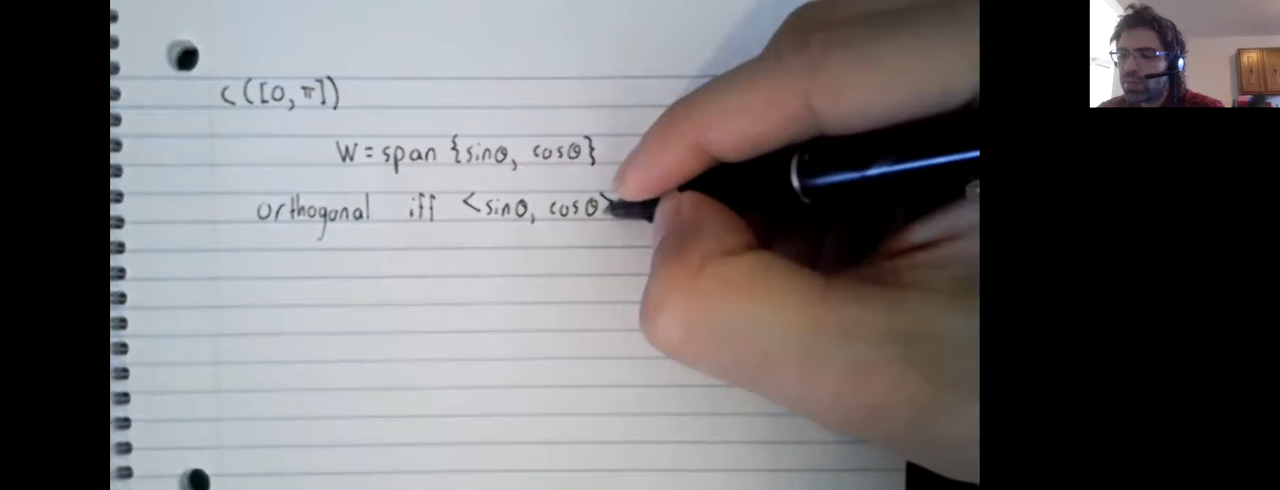 C([0,π])
W = span {sinθ, cosθ}
orthogonal iff <sinθ, cosθ>